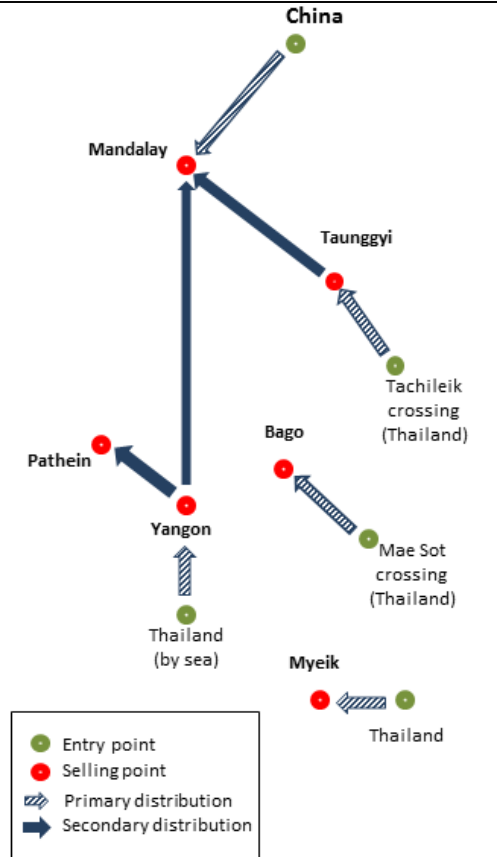 China
Mandalay
Taunggyi
Tachileik
crossing
(Thailand)
Bago
Pathein
Yangon
Mae Sot
crossing
(Thailand)
Thailand
(by sea)
Myeik
Thailand
Entry point
Selling point
Primary distribution
Secondary distribution